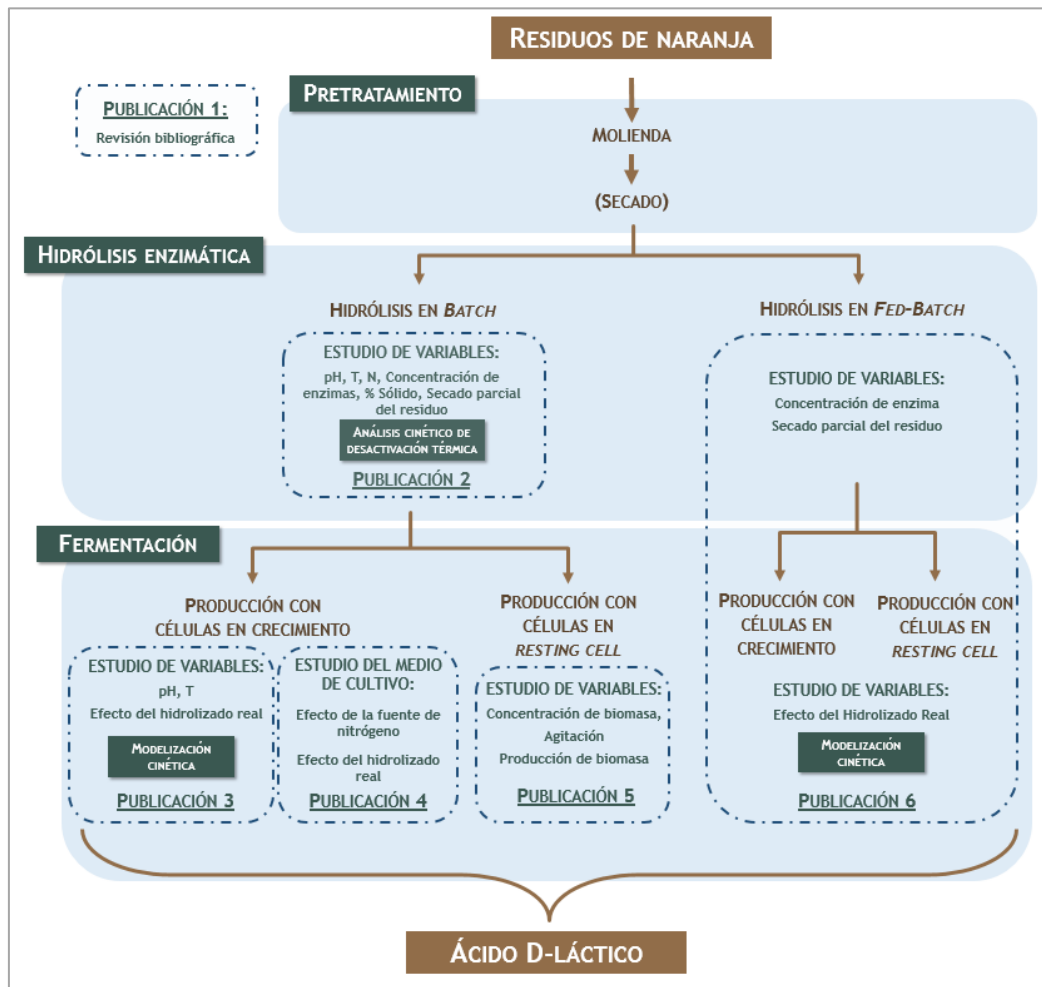 RESIDUOS DE NARANJA
PRETRATAMIENTO
PUBLICACIÓN 1:
Revisión bibliográfica
MOLIENDA
(SECADO)
HIDRÓLISIS ENZIMÁTICA
HIDRÓLISIS EN BATCH
ESTUDIO DE VARIABLES:
pH, T, N, Concentración de
enzimas, % Sólido, Secado parcial
del residuo
ANÁLISIS CINÉTICO DE
DESACTIVACIÓN TÉRMICA
PUBLICACIÓN 2
HIDRÓLISIS EN FED-BATCH
ESTUDIO DE VARIABLES:
Concentración de enzima
Secado parcial del residuo
FERMENTACIÓN
PRODUCCIÓN CON
CÉLULAS EN CRECIMIENTO
ESTUDIO DE VARIABLES:
pH, T
Efecto del hidrolizado real
MODELIZACIÓN
CINÉTICA
PUBLICACIÓN 3
ESTUDIO DEL MEDIO
DE CULTIVO:
Efecto de la fuente de
nitrógeno
Efecto del hidrolizado
real
PUBLICACIÓN 4
PRODUCCIÓN CON
CÉLULAS EN
RESTING CELL
ESTUDIO DE VARIABLES:
Concentración de biomasa,
Agitación
Producción de biomasa
PUBLICACIÓN 5
PRODUCCIÓN CON
CÉLULAS EN
CRECIMIENTO
PRODUCCIÓN CON
CÉLULAS EN
RESTING CELL
ESTUDIO DE VARIABLES:
Efecto del Hidrolizado Real
MODELIZACIÓN
CINÉTICA
PUBLICACIÓN 6
ÁCIDO D-LÁCTICO